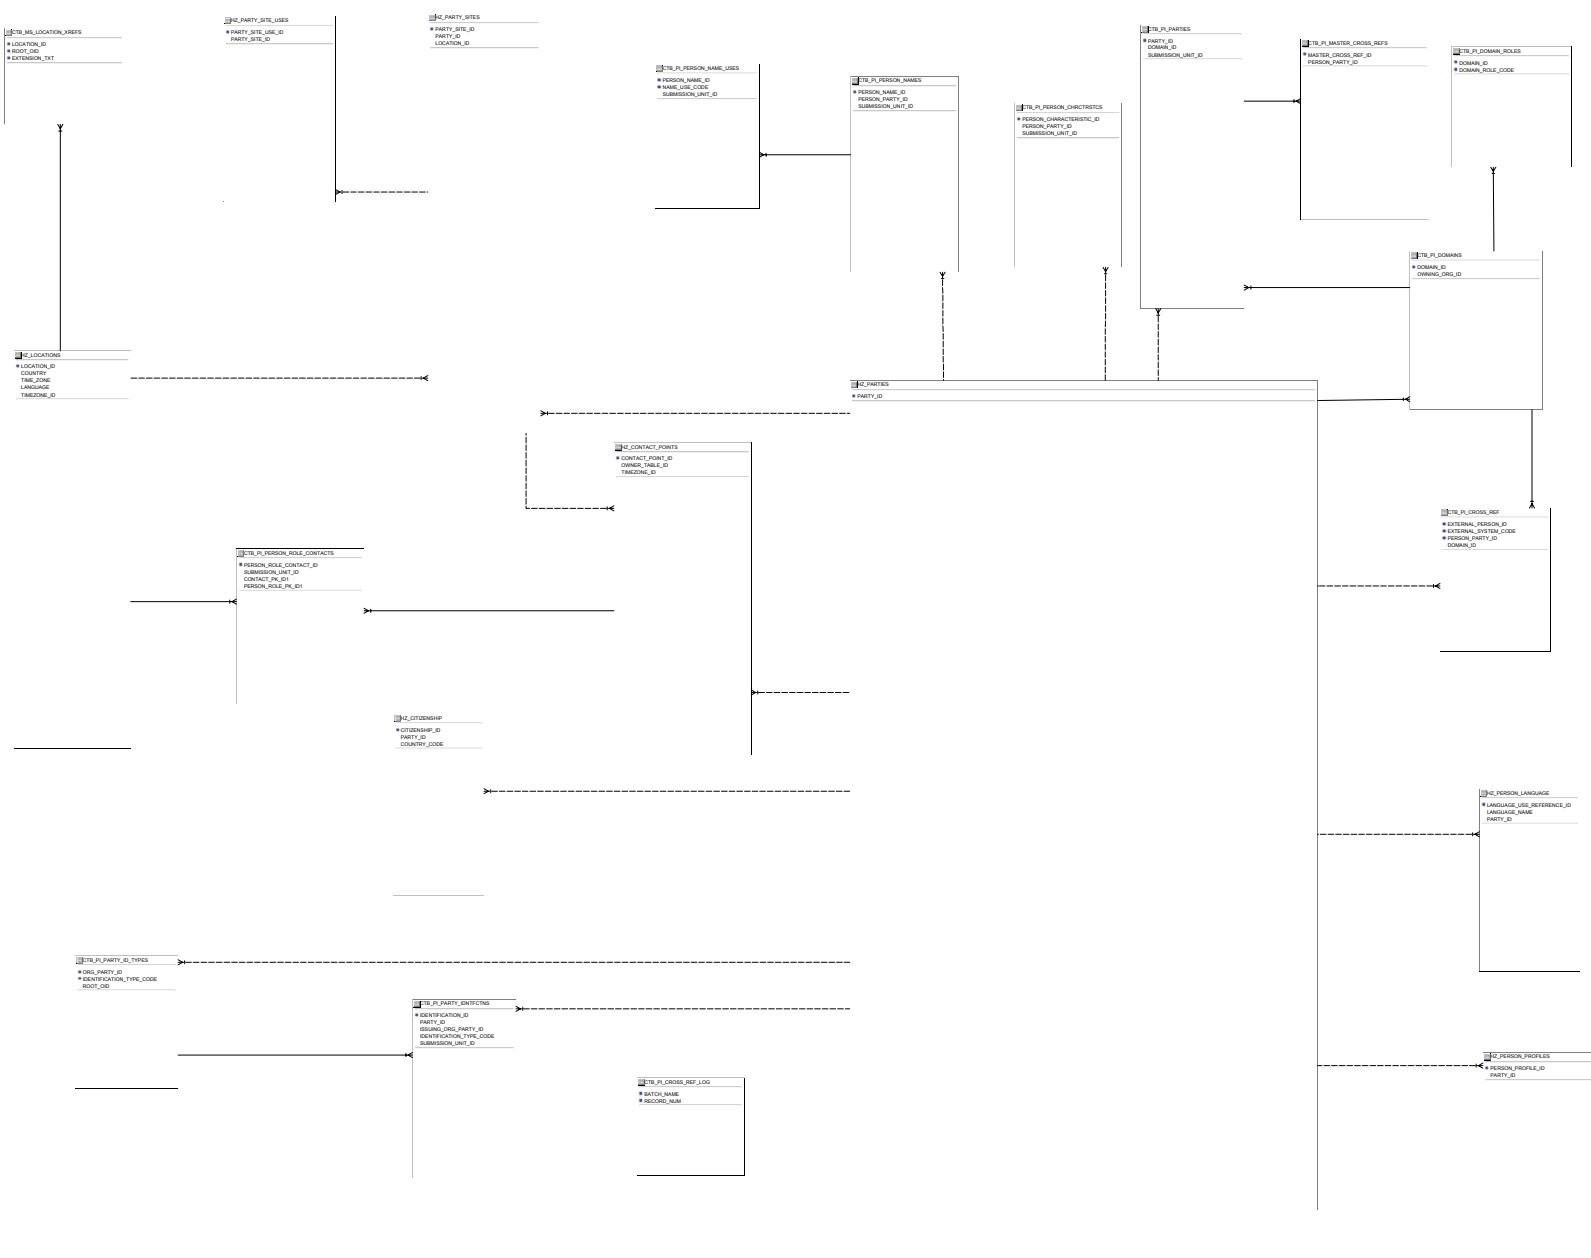 CTB_MS_LOCATION_XREFS
LOCATION_ID
ROOT_OID
EXTENSION_TXT
HZ_PARTY_SITE_USES
PARTY_SITE_USE_ID
PARTY_SITE_ID
HZ_PARTY_SITES
PARTY_SITE_ID
PARTY_ID
LOCATION_ID
CTB_PI_PERSON_NAME_USES
PERSON_NAME_ID
NAME_USE_CODE
SUBMISSION_UNIT_ID
CTB_PI_PERSON_NAMES
PERSON_NAME_ID
PERSON_PARTY_ID
SUBMISSION_UNIT_ID
CTB_PI_PERSON_CHRCTRSTCS
PERSON_CHARACTERISTIC_ID
PERSON_PARTY_ID
SUBMISSION_UNIT_ID
CTB_PI_PARTIES
PARTY_ID
DOMAIN_ID
SUBMISSION_UNIT_ID
CTB_PI_MASTER_CROSS_REFS
MASTER_CROSS_REF_ID
PERSON_PARTY_ID
CTB_PI_DOMAIN_ROLES
DOMAIN_ID
DOMAIN_ROLE_CODE
CTB_PI_DOMAINS
DOMAIN_ID
OWNING_ORG_ID
HZ_LOCATIONS
LOCATION_ID
COUNTRY
TIME_ZONE
LANGUAGE
TIMEZONE_ID
HZ_PARTIES
PARTY_ID
HZ_CONTACT_POINTS
CONTACT_POINT_ID
OWNER_TABLE_ID
TIMEZONE_ID
CTB_PI_CROSS_REF
EXTERNAL_PERSON_ID
EXTERNAL_SYSTEM_CODE
PERSON_PARTY_ID
DOMAIN_ID
CTB_PI_PERSON_ROLE_CONTACTS
PERSON_ROLE_CONTACT_ID
SUBMISSION_UNIT_ID
CONTACT_PK_ID1
PERSON_ROLE_PK_ID1
HZ_CITIZENSHIP
CITIZENSHIP_ID
PARTY_ID
COUNTRY_CODE
HZ_PERSON_LANGUAGE
LANGUAGE_USE_REFERENCE_ID
LANGUAGE_NAME
PARTY_ID
CTB_PI_PARTY_ID_TYPES
ORG_PARTY_ID
IDENTIFICATION_TYPE_CODE
ROOT_OID
CTB_PI_PARTY_IDNTFCTNS
IDENTIFICATION_ID
PARTY_ID
ISSUING_ORG_PARTY_ID
IDENTIFICATION_TYPE_CODE
SUBMISSION_UNIT_ID
HZ_PERSON_PROFILES
PERSON_PROFILE_ID
PARTY_ID
CTB_PI_CROSS_REF_LOG
BATCH_NAME
RECORD_NUM